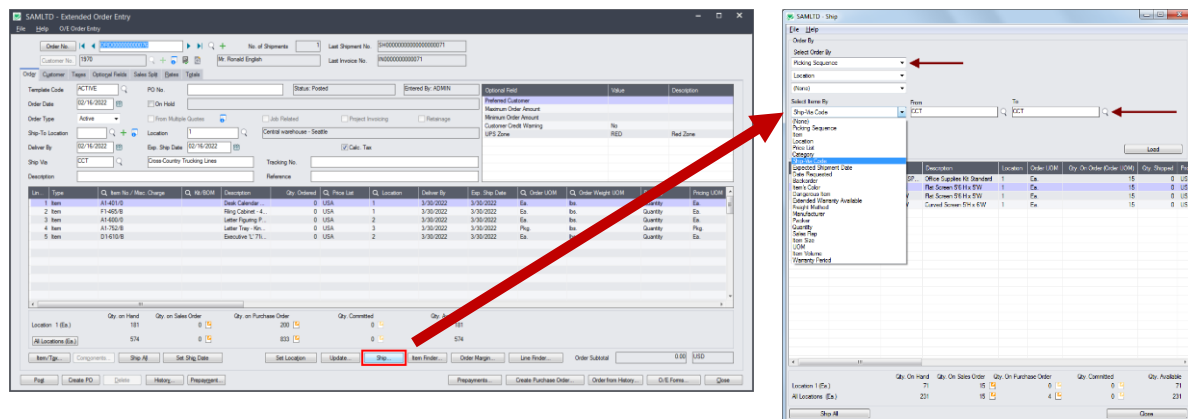 SAMLTD - Extended Order Entry
File Help O/E Order Entry
Order No. ORD000000000076 No. of Shipments 1 Last Shipment No. SH00000000000000000071
Customer No. 1970 Mr. Ronald English Last Invoice No. IN0000000000071
Order Customer Taxes Optional Fields Sales Split Rates Totals
Template Code ACTIVE PO No. Status: Posted Entered By: ADMIN
Order Date 02/16/2022 On Hold
Order Type Active From Multiple Quotes Job Related Project Invoicing Retainage
Ship-To Location Location 1 Central warehouse - Seattle
Deliver By 02/16/2022 Exp. Ship Date 02/16/2022 Calc. Tax
Ship Via CCT Cross-Country Trucking Lines Tracking No.
Description Reference
Optional Field Value Description
Preferred Customer
Maximum Order Amount
Minimum Order Amount
Customer Credit Warning No
UPS Zone RED Red Zone
Lin... Type Item No./Misc. Charge Kit/BOM Description Qty. Ordered Price List Location Deliver By Exp. Ship Date Order UOM Order Weight UOM Pricing UOM
1 Item A1-401/0 Desk Calendar ... 0 USA 1 3/30/2022 3/30/2022 Ea. lbs. Quantity Ea.
2 Item F1-465/B Filing Cabinet - 4... 0 USA 1 3/30/2022 3/30/2022 Ea. lbs. Quantity Ea.
3 Item A1-600/0 Letter Figuring P... 0 USA 2 3/30/2022 3/30/2022 Ea. lbs. Quantity Ea.
4 Item A1-752/B Letter Tray - Kin... 0 USA 3 3/30/2022 3/30/2022 Pkg. lbs. Quantity Pkg.
5 Item D1-610/B Executive 'L' 71\... 0 USA 2 3/30/2022 3/30/2022 Ea. lbs. Quantity Ea.
Qty. on Hand Qty. on Sales Order Qty. on Purchase Order Qty. Committed
Location 1 (Ea.) 181 0 200 0 181
All Locations (Ea.) 574 0 833 0 574
Item/Tax... Components... Ship All Set Ship Date Set Location Update... Ship... Item Finder... Order Margin... Line Finder... Order Subtotal 0.00 USD
Post Create PO Delete History... Prepayment... Prepayments... Create Purchase Order... Order from History... O/E Forms... Close
SAMLTD - Ship
File Help
Order By
Select Order By
Picking Sequence
Location
(None)
Select Items By From To
Ship-Via Code CCT CCT
(None)
Picking Sequence
Item
Location
Price List
Category
Ship-Via Code
Expected Shipment Date
Date Requested
Backorder
Item's Color
Dangerous Item
Extended Warranty Available
Freight Method
Manufacturer
Packer
Quantity
Sales Rep
Item Size
UOM
Item Volume
Warranty Period
Load
Description Location Order UOM Qty. On Order (Order UOM) Qty. Shipped
SP... Office Supplies Kit Standard 1 Ea. 15 0 US
Flat Screen 5'6 H x 5'W 1 Ea. 15 0 US
Flat Screen 5'6 H x 5'W 1 Ea. 15 0 US
Curved Screen 5'H x 6'W 1 Ea. 15 0 US
Qty. On Hand Qty. On Sales Order Qty. On Purchase Order Qty. Committed Qty. Available
Location 1 (Ea.) 71 15 0 0 71
All Locations (Ea.) 231 15 4 0 231
Ship All Close